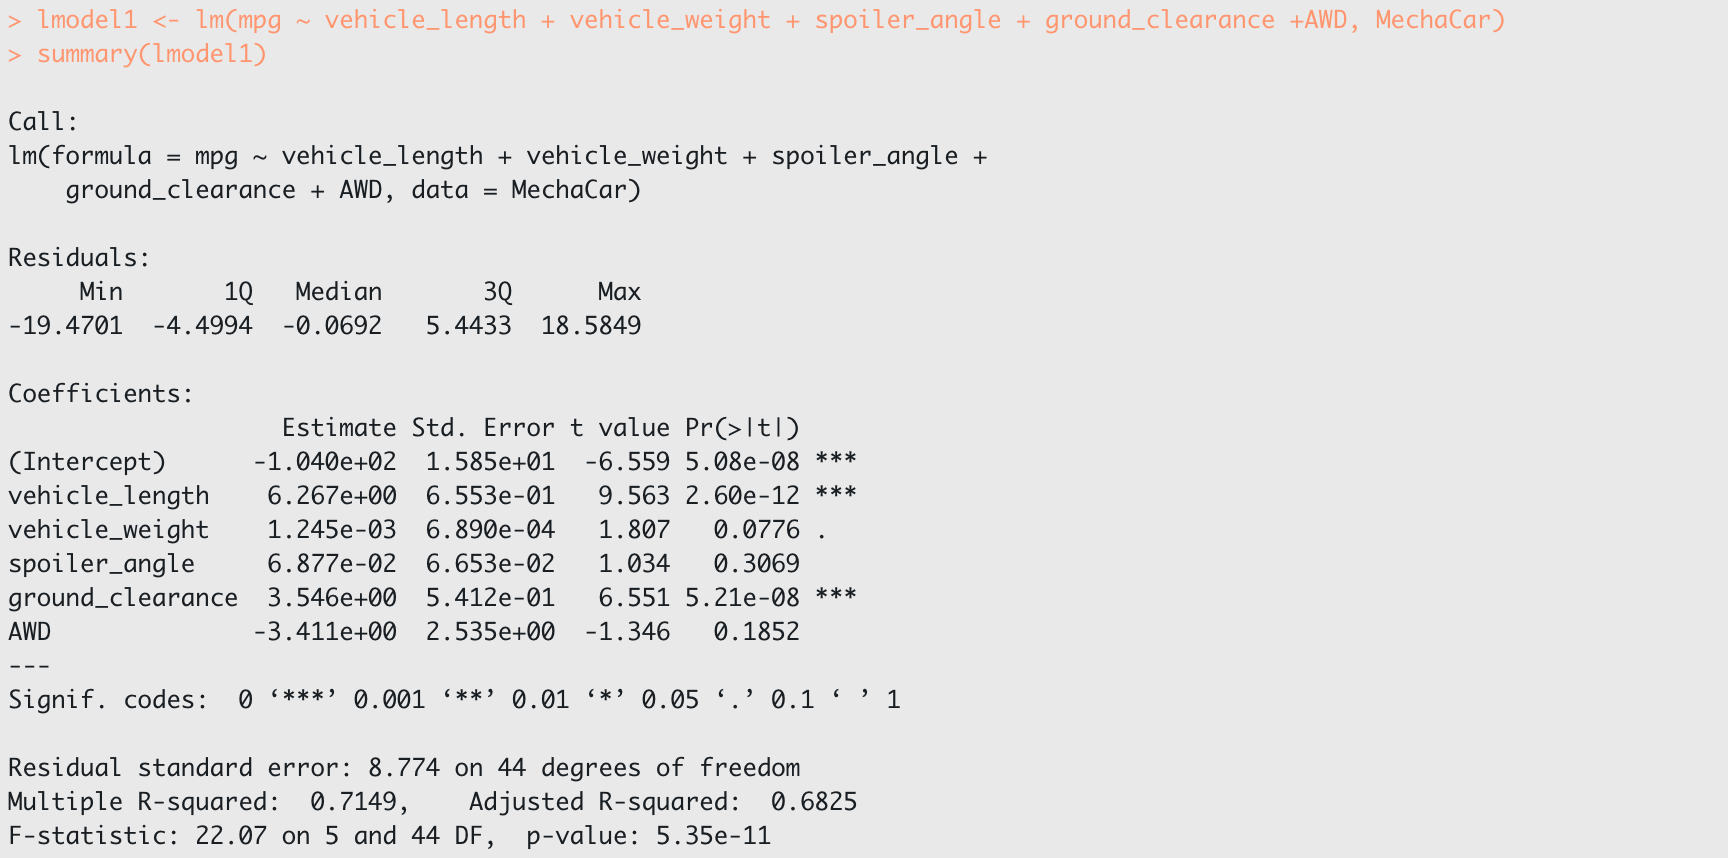 > lmodel1 <- lm(mpg ~ vehicle_length + vehicle_weight + spoiler_angle + ground_clearance +AWD, MechaCar)
> summary(lmodel1)

Call:
lm(formula = mpg ~ vehicle_length + vehicle_weight + spoiler_angle +
    ground_clearance + AWD, data = MechaCar)

Residuals:
     Min       1Q   Median       3Q      Max
-19.4701  -4.4994  -0.0692   5.4433  18.5849

Coefficients:
                   Estimate Std. Error t value Pr(>|t|)
(Intercept)      -1.040e+02  1.585e+01  -6.559 5.08e-08 ***
vehicle_length    6.267e+00  6.553e-01   9.563 2.60e-12 ***
vehicle_weight    1.245e-03  6.890e-04   1.807   0.0776 .
spoiler_angle     6.877e-02  6.653e-02   1.034   0.3069
ground_clearance  3.546e+00  5.412e-01   6.551 5.21e-08 ***
AWD              -3.411e+00  2.535e+00  -1.346   0.1852
---
Signif. codes:  0 ‘***’ 0.001 ‘**’ 0.01 ‘*’ 0.05 ‘.’ 0.1 ‘ ’ 1

Residual standard error: 8.774 on 44 degrees of freedom
Multiple R-squared:  0.7149,    Adjusted R-squared:  0.6825
F-statistic: 22.07 on 5 and 44 DF,  p-value: 5.35e-11